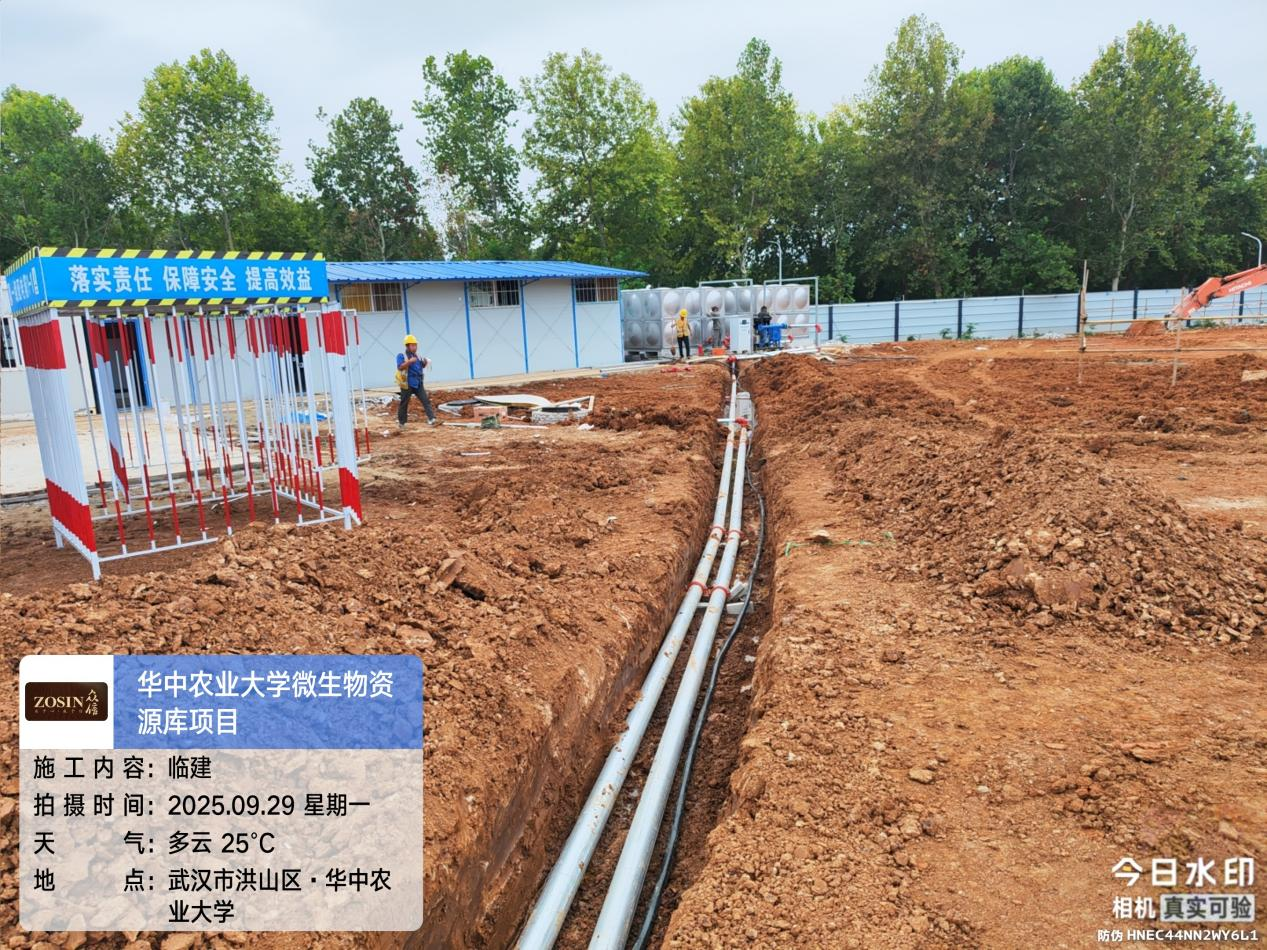 落实责任 保障安全 提高效益
ZOSIN 众信
华中农业大学微生物资
源库项目
施工内容：临建
拍摄时间：2025.09.29 星期一
天气：多云 25°C
地点：武汉市洪山区·华中农
业大学
今日水印
相机 真实可验
防伪 HNEC44NN2WY6L1